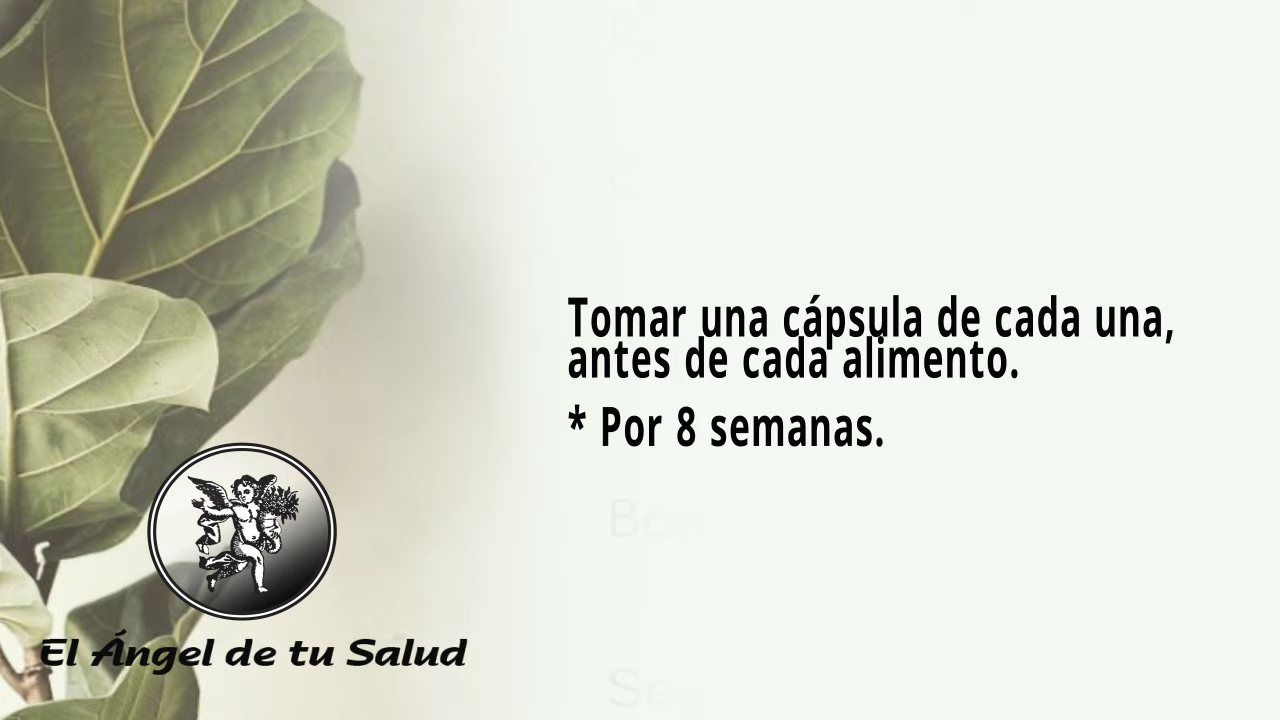 Tomar una cápsula de cada una,
antes de cada alimento.
* Por 8 semanas.
El Ángel de tu Salud